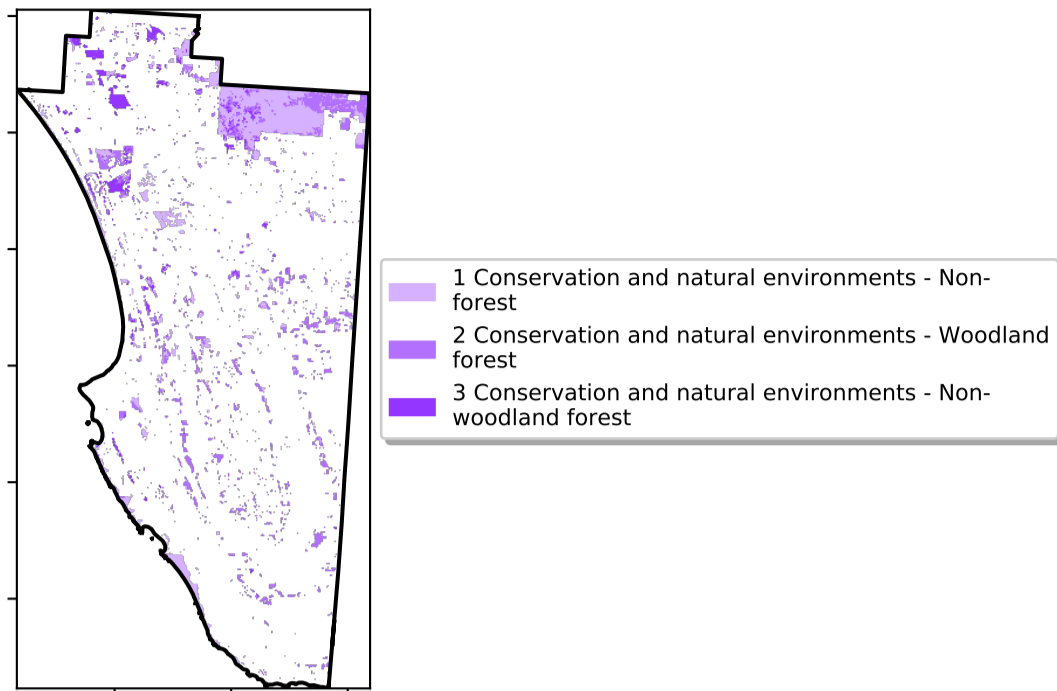 1 Conservation and natural environments - Non-
forest
2 Conservation and natural environments - Woodland
forest
3 Conservation and natural environments - Non-
woodland forest